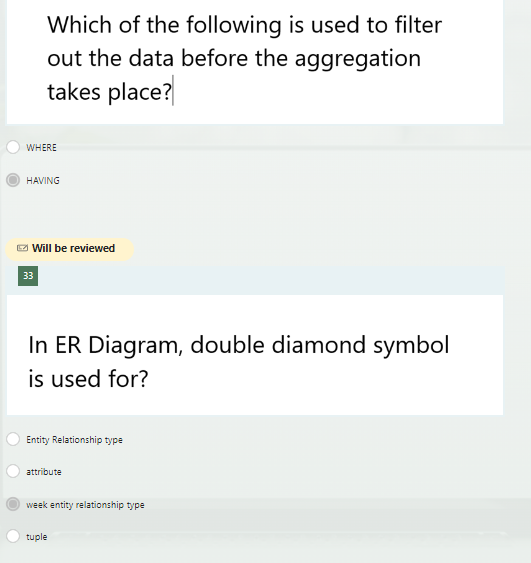 Which of the following is used to filter
out the data before the aggregation
takes place?
WHERE
HAVING
Will be reviewed
33
In ER Diagram, double diamond symbol
is used for?
Entity Relationship type
attribute
week entity relationship type
tuple